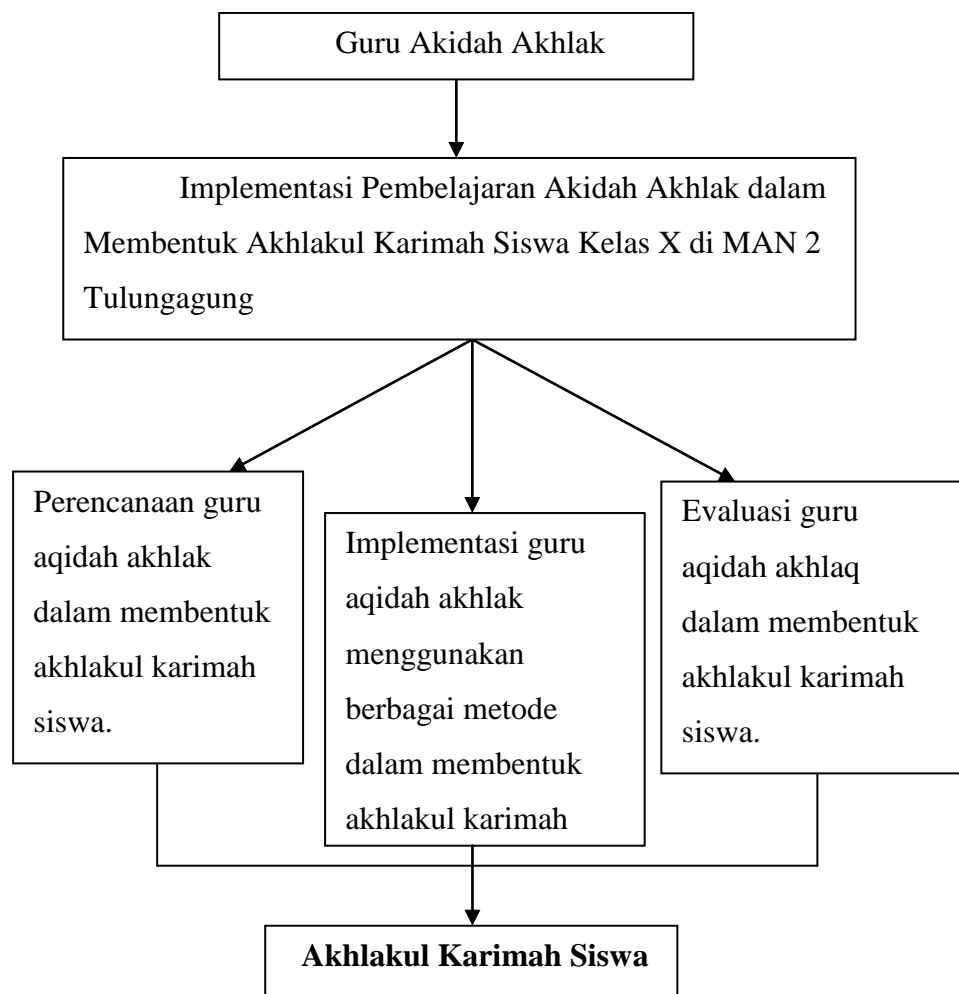 Guru Akidah Akhlak
Implementasi Pembelajaran Akidah Akhlak dalam
Membentuk Akhlakul Karimah Siswa Kelas X di MAN 2
Tulungagung
Perencanaan guru
aqidah akhlak
dalam membentuk
akhlakul karimah
siswa.
Implementasi guru
aqidah akhlak
menggunakan
berbagai metode
dalam membentuk
akhlakul karimah
Evaluasi guru
aqidah akhlaq
dalam membentuk
akhlakul karimah
siswa.
Akhlakul Karimah Siswa